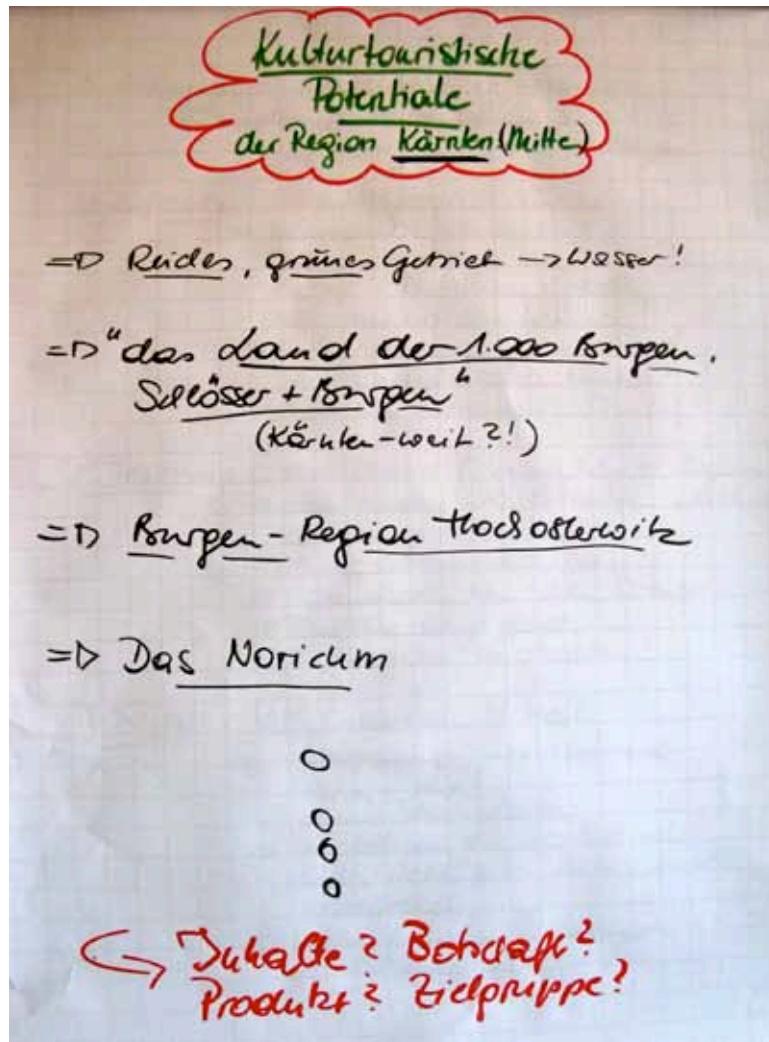 Kulturtouristische
Potentiale
der Region Kärnten (Mitte)
=> Reiches, grünes Gebiet -> Wasser!
=> "das Land der 1.000 Burgen,
Schlösser + Burgen"
(Kärnten-weit?!)
=> Burgen-Region Hochosterwitz
=> Das Noricum
Inhalte? Botschaft?
Produkt? Zielgruppe?